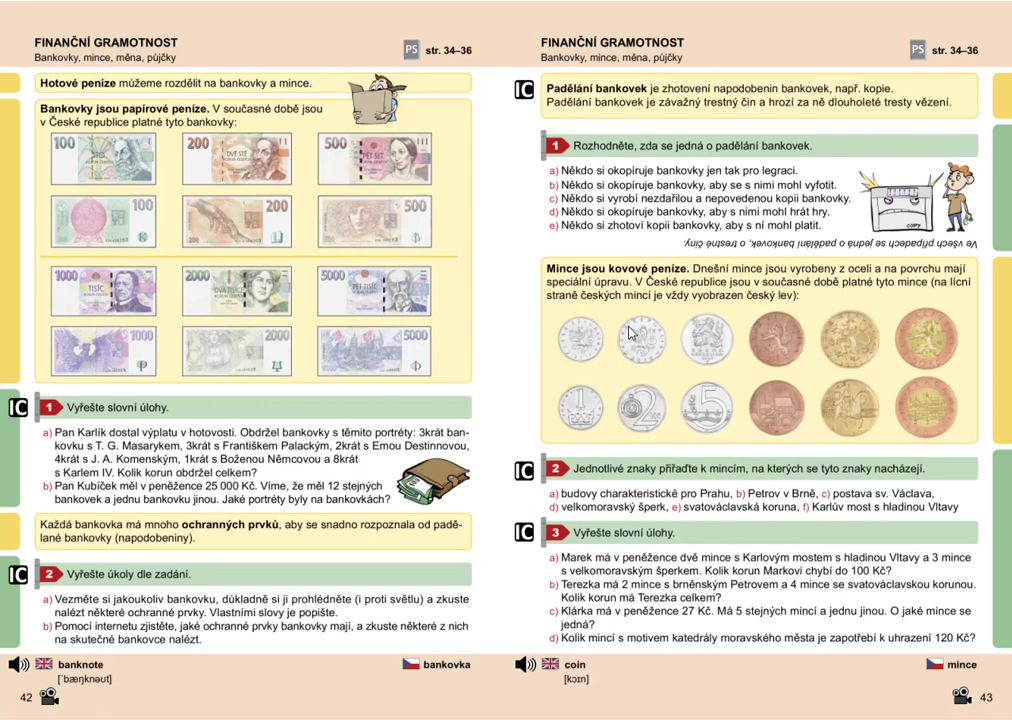 FINANČNÍ GRAMOTNOST
Bankovky, mince, měna, půjčky
PS str. 34–36
Hotové peníze můžeme rozdělit na bankovky a mince.
Bankovky jsou papírové peníze. V současné době jsou
v České republice platné tyto bankovky:
100 200 500
100 200 500
1000 2000 5000
1000 2000 5000
IC 1 Vyřešte slovní úlohy.
a) Pan Karlík dostal výplatu v hotovosti. Obdržel bankovky s těmito portréty: 3krát ban-
kovku s T. G. Masarykem, 3krát s Františkem Palackým, 2krát s Emou Destinnovou,
4krát s J. A. Komenským, 1krát s Boženou Němcovou a 8krát
s Karlem IV. Kolik korun obdržel celkem?
b) Pan Kubíček měl v peněžence 25 000 Kč. Víme, že měl 12 stejných
bankovek a jednu bankovku jinou. Jaké portréty byly na bankovkách?
Každá bankovka má mnoho ochranných prvků, aby se snadno rozpoznala od padě-
lané bankovky (napodobeniny).
IC 2 Vyřešte úkoly dle zadání.
a) Vezměte si jakoukoliv bankovku, důkladně si ji prohlédněte (i proti světlu) a zkuste
nalézt některé ochranné prvky. Vlastními slovy je popište.
b) Pomocí internetu zjistěte, jaké ochranné prvky bankovky mají, a zkuste některé z nich
na skutečné bankovce nalézt.
banknote bankovka
[ˈbæŋknəʊt]
42
FINANČNÍ GRAMOTNOST
Bankovky, mince, měna, půjčky
PS str. 34–36
IC Padělání bankovek je zhotovení napodobenin bankovek, např. kopie.
Padělání bankovek je závažný trestný čin a hrozí za ně dlouholeté tresty vězení.
1 Rozhodněte, zda se jedná o padělání bankovek.
a) Někdo si okopíruje bankovky jen tak pro legraci.
b) Někdo si okopíruje bankovky, aby se s nimi mohl vyfotit.
c) Někdo si vyrobí nezdařilou a nepovedenou kopii bankovky.
d) Někdo si okopíruje bankovky, aby s nimi mohl hrát hry.
e) Někdo si zhotoví kopii bankovky, aby s ní mohl platit.
COPY
Ve všech případech se jedná o padělání bankovek, o trestné činy.
Mince jsou kovové peníze. Dnešní mince jsou vyrobeny z oceli a na povrchu mají
speciální úpravu. V České republice jsou v současné době platné tyto mince (na lícní
straně českých mincí je vždy vyobrazen český lev):
1 2 5
IC 2 Jednotlivé znaky přiřaďte k mincím, na kterých se tyto znaky nacházejí.
a) budovy charakteristické pro Prahu, b) Petrov v Brně, c) postava sv. Václava,
d) velkomoravský šperk, e) svatováclavská koruna, f) Karlův most s hladinou Vltavy
IC 3 Vyřešte slovní úlohy.
a) Marek má v peněžence dvě mince s Karlovým mostem s hladinou Vltavy a 3 mince
s velkomoravským šperkem. Kolik korun Markovi chybí do 100 Kč?
b) Terezka má 2 mince s brněnským Petrovem a 4 mince se svatováclavskou korunou.
Kolik korun má Terezka celkem?
c) Klárka má v peněžence 27 Kč. Má 5 stejných mincí a jednu jinou. O jaké mince se
jedná?
d) Kolik mincí s motivem katedrály moravského města je zapotřebí k uhrazení 120 Kč?
coin mince
[kɔɪn]
43